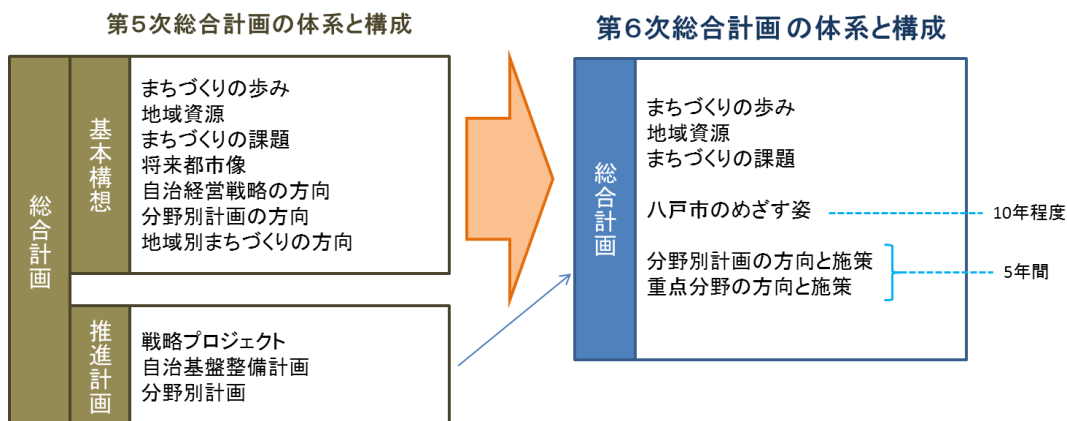 第5次総合計画の体系と構成
総合計画
基本構想
まちづくりの歩み
地域資源
まちづくりの課題
将来都市像
自治経営戦略の方向
分野別計画の方向
地域別まちづくりの方向
推進計画
戦略プロジェクト
自治基盤整備計画
分野別計画
第6次総合計画の体系と構成
総合計画
まちづくりの歩み
地域資源
まちづくりの課題
八戸市のめざす姿
10年程度
分野別計画の方向と施策
重点分野の方向と施策
5年間